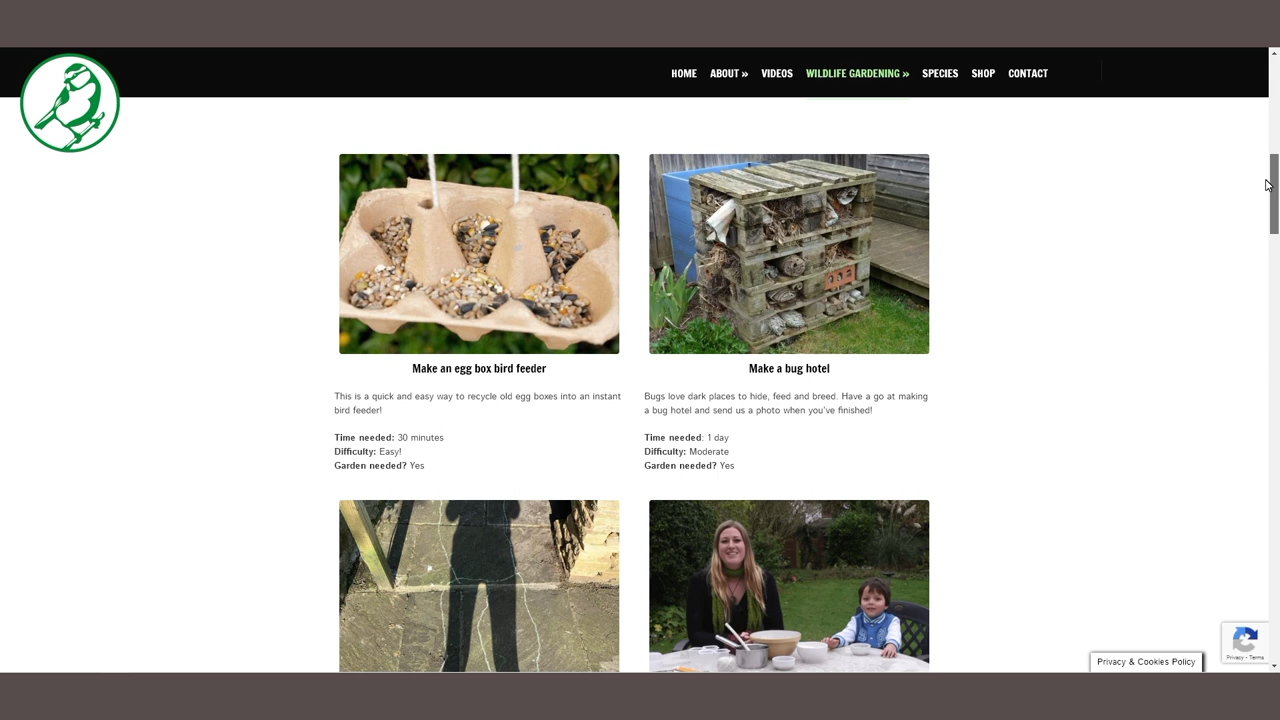 HOME ABOUT » VIDEOS WILDLIFE GARDENING » SPECIES SHOP CONTACT
Make an egg box bird feeder
This is a quick and easy way to recycle old egg boxes into an instant
bird feeder!
Time needed: 30 minutes
Difficulty: Easy!
Garden needed? Yes
Make a bug hotel
Bugs love dark places to hide, feed and breed. Have a go at making
a bug hotel and send us a photo when you've finished!
Time needed: 1 day
Difficulty: Moderate
Garden needed? Yes
Privacy - Terms
Privacy & Cookies Policy